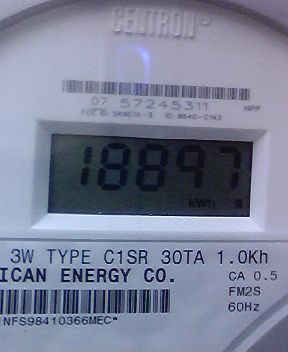 CENTRON
07 57245311
18897
kWh
3W TYPE C1SR 30TA 1.0Kh
ICAN ENERGY CO.
CA 0.5
FM2S
60Hz
NFS98410366MEC*